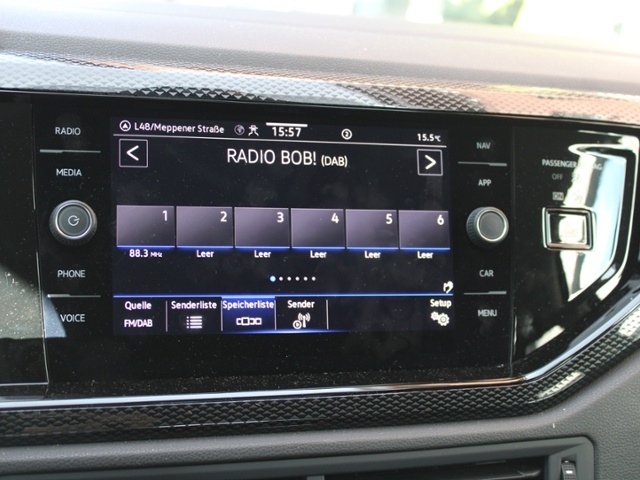 RADIO
MEDIA
PHONE
VOICE
L48/Meppener Straße
15:57
2
15.5°C
RADIO BOB! (DAB)
1 2 3 4 5 6
88.3 MHz Leer Leer Leer Leer Leer
Quelle Senderliste Speicherliste Sender Setup
FM/DAB
NAV
APP
CAR
MENU
PASSENGER
OFF